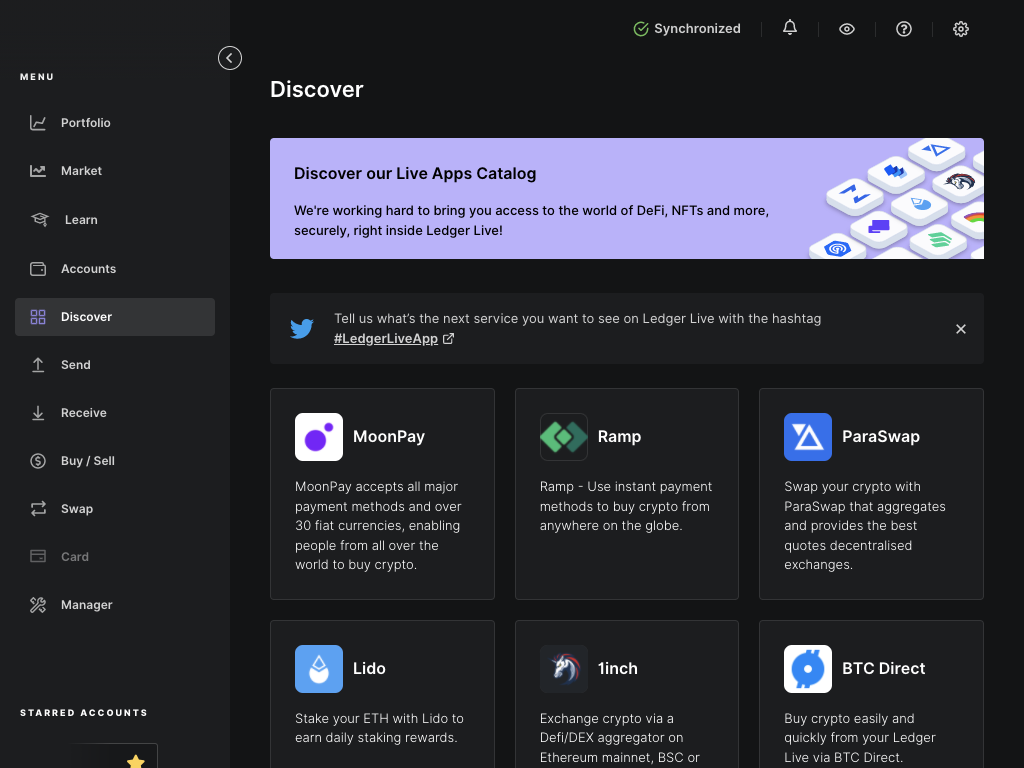 Synchronized
MENU
Discover
Portfolio
Market
Learn
Accounts
Discover
Send
Receive
Buy / Sell
Swap
Card
Manager
STARRED ACCOUNTS
Discover our Live Apps Catalog
We're working hard to bring you access to the world of DeFi, NFTs and more,
securely, right inside Ledger Live!
Tell us what’s the next service you want to see on Ledger Live with the hashtag
#LedgerLiveApp
MoonPay
MoonPay accepts all major
payment methods and over
30 fiat currencies, enabling
people from all over the
world to buy crypto.
Ramp
Ramp - Use instant payment
methods to buy crypto from
anywhere on the globe.
ParaSwap
Swap your crypto with
ParaSwap that aggregates
and provides the best
quotes decentralised
exchanges.
Lido
Stake your ETH with Lido to
earn daily staking rewards.
1inch
Exchange crypto via a
Defi/DEX aggregator on
Ethereum mainnet, BSC or
BTC Direct
Buy crypto easily and
quickly from your Ledger
Live via BTC Direct.